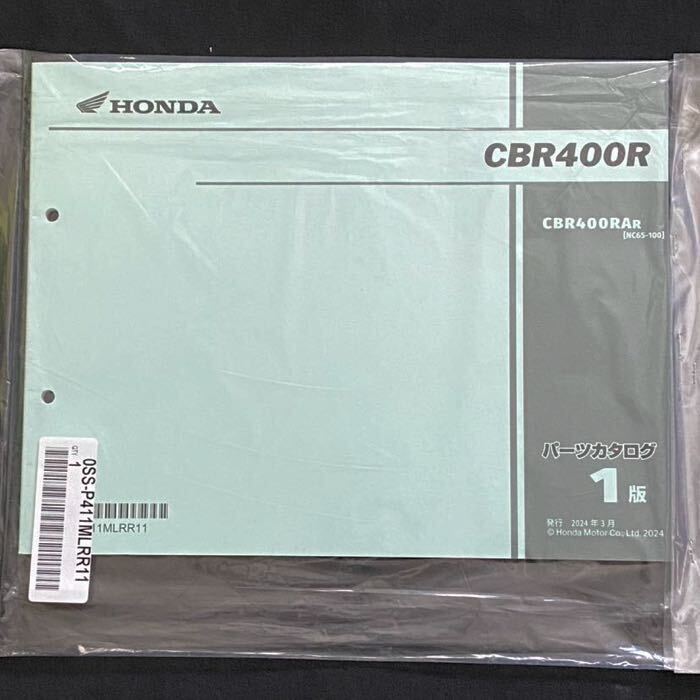 HONDA
CBR400R
CBR400RAR
[NC65-100]
パーツカタログ
1版
発行 2024年3月
© Honda Motor Co., Ltd. 2024
1MLRR11
0SS-P411MLRR11
QTY.
1